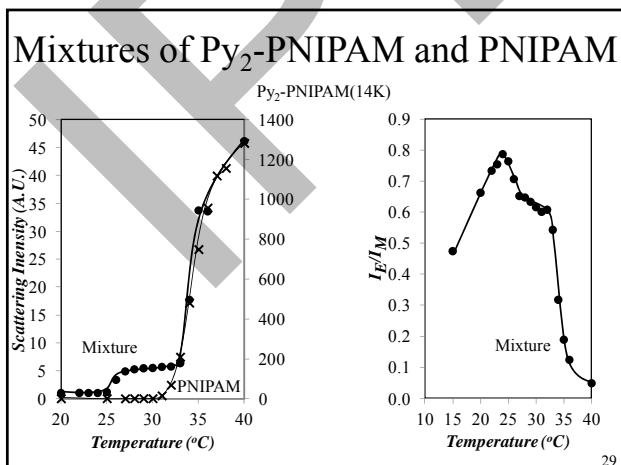 Mixtures of Py2-PNIPAM and PNIPAM
Py2-PNIPAM(14K)
Scattering Inensity (A.U.)
50
45
40
35
30
25
20
15
10
5
0
1400
1200
1000
800
600
400
200
0
Mixture
PNIPAM
20 25 30 35 40
Temperature (oC)
IE/IM
0.9
0.8
0.7
0.6
0.5
0.4
0.3
0.2
0.1
0.0
Mixture
10 15 20 25 30 35 40
Temperature (oC)
29